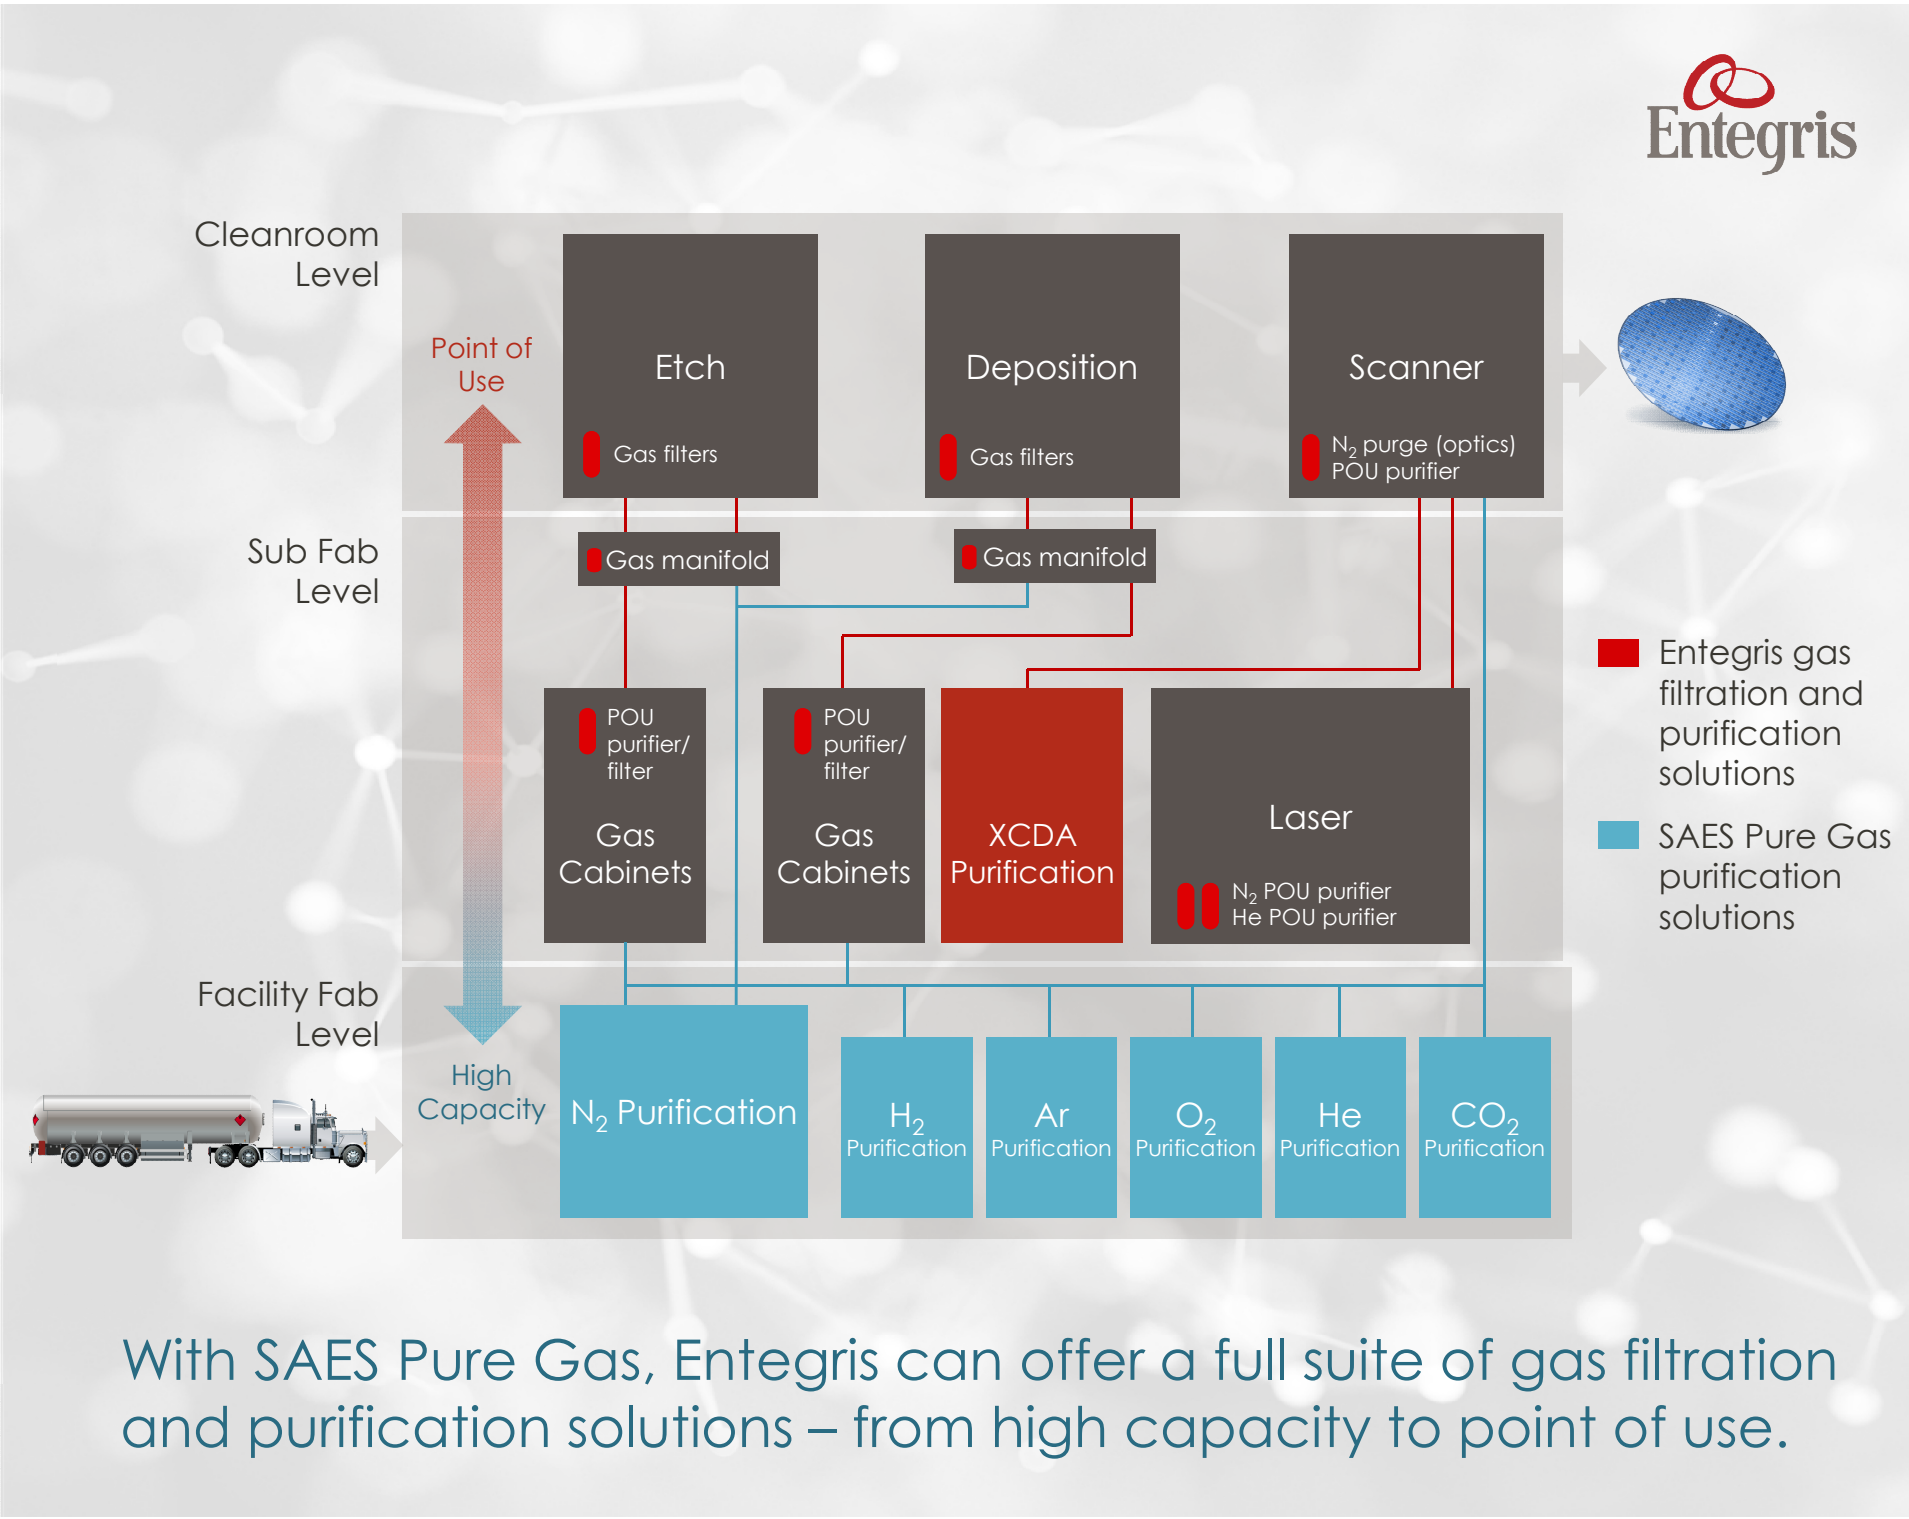 Entegris
Cleanroom
Level
Point of
Use
Etch
Gas filters
Deposition
Gas filters
Scanner
N₂ purge (optics)
POU purifier
Sub Fab
Level
Gas manifold
Gas manifold
POU
purifier/
filter
Gas
Cabinets
POU
purifier/
filter
Gas
Cabinets
XCDA
Purification
Laser
N₂ POU purifier
He POU purifier
Entegris gas
filtration and
purification
solutions
SAES Pure Gas
purification
solutions
Facility Fab
Level
High
Capacity
N₂ Purification
H₂
Purification
Ar
Purification
O₂
Purification
He
Purification
CO₂
Purification
With SAES Pure Gas, Entegris can offer a full suite of gas filtration
and purification solutions – from high capacity to point of use.